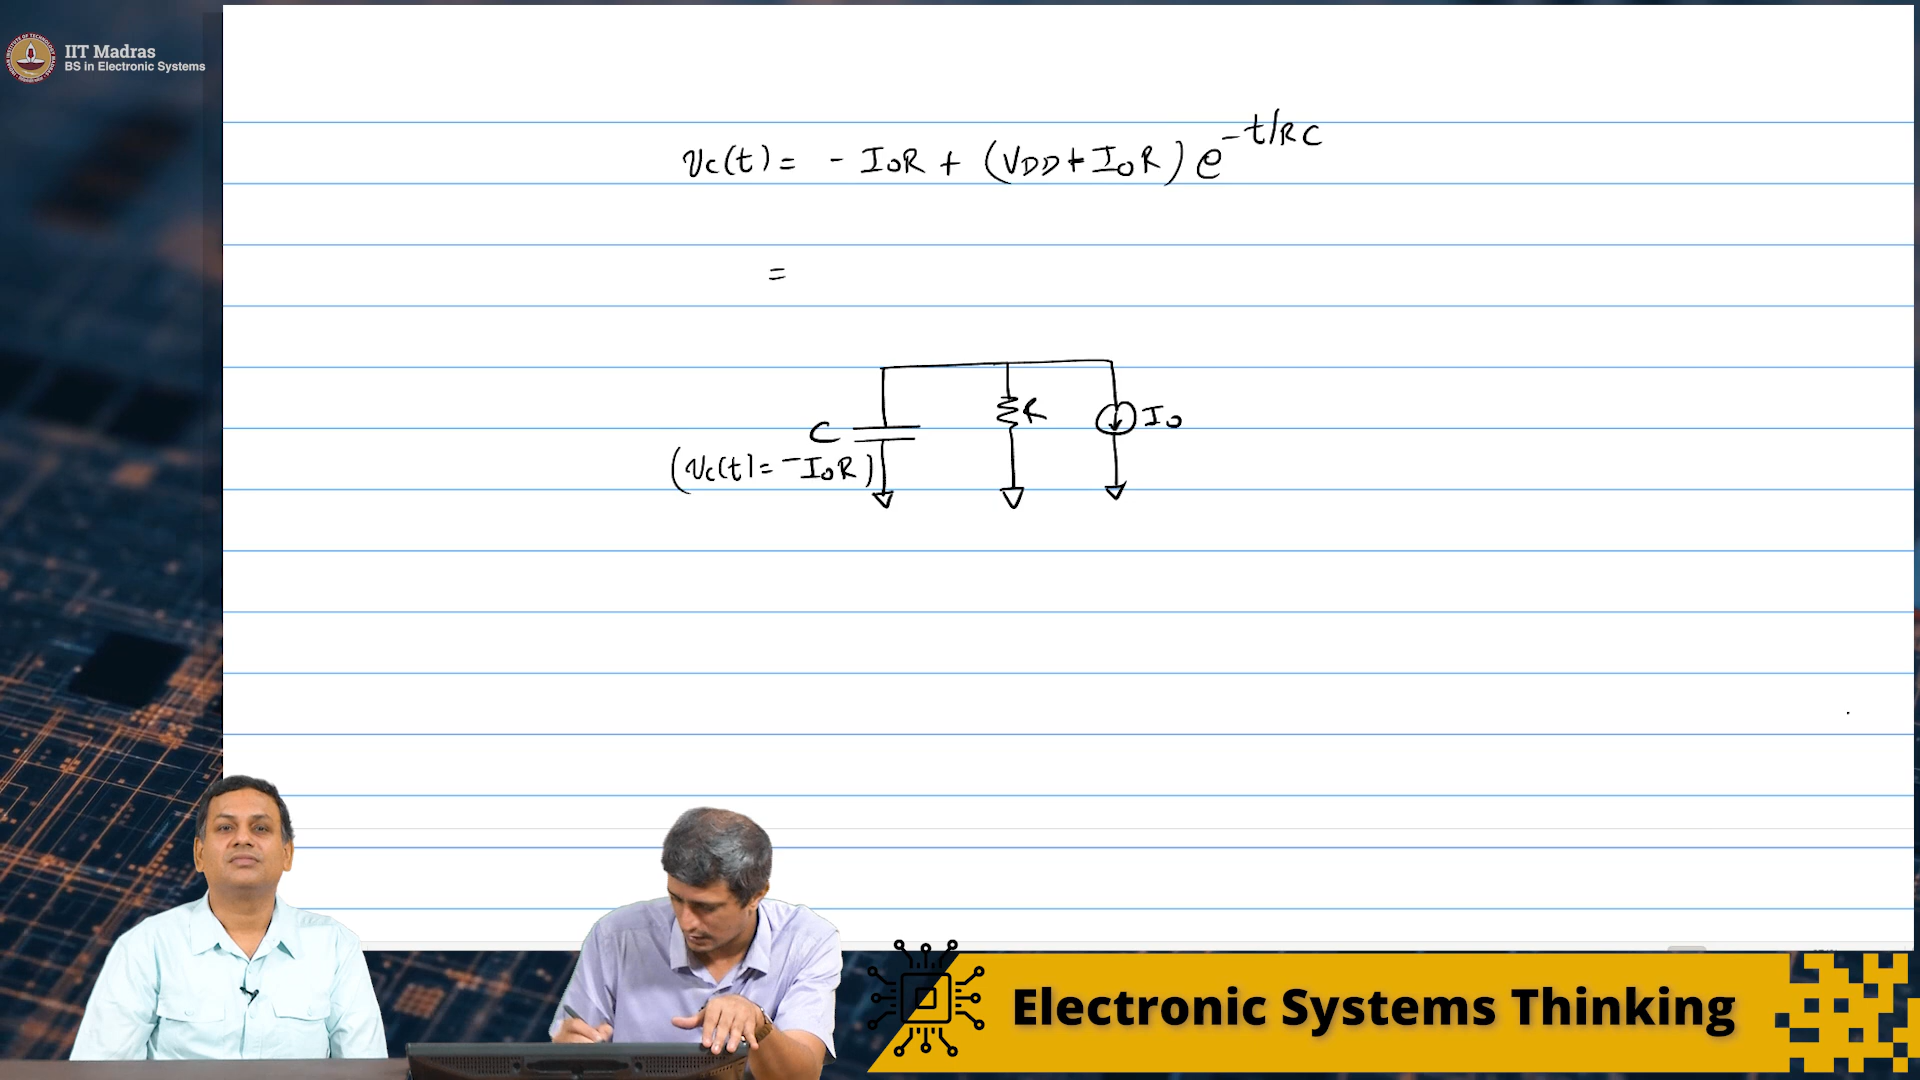 IIT Madras
BS in Electronic Systems
vc(t) = - I0R + (VDD + I0R) e^-t/RC
=
C
R
I0
(vc(t) = -I0R)
Electronic Systems Thinking